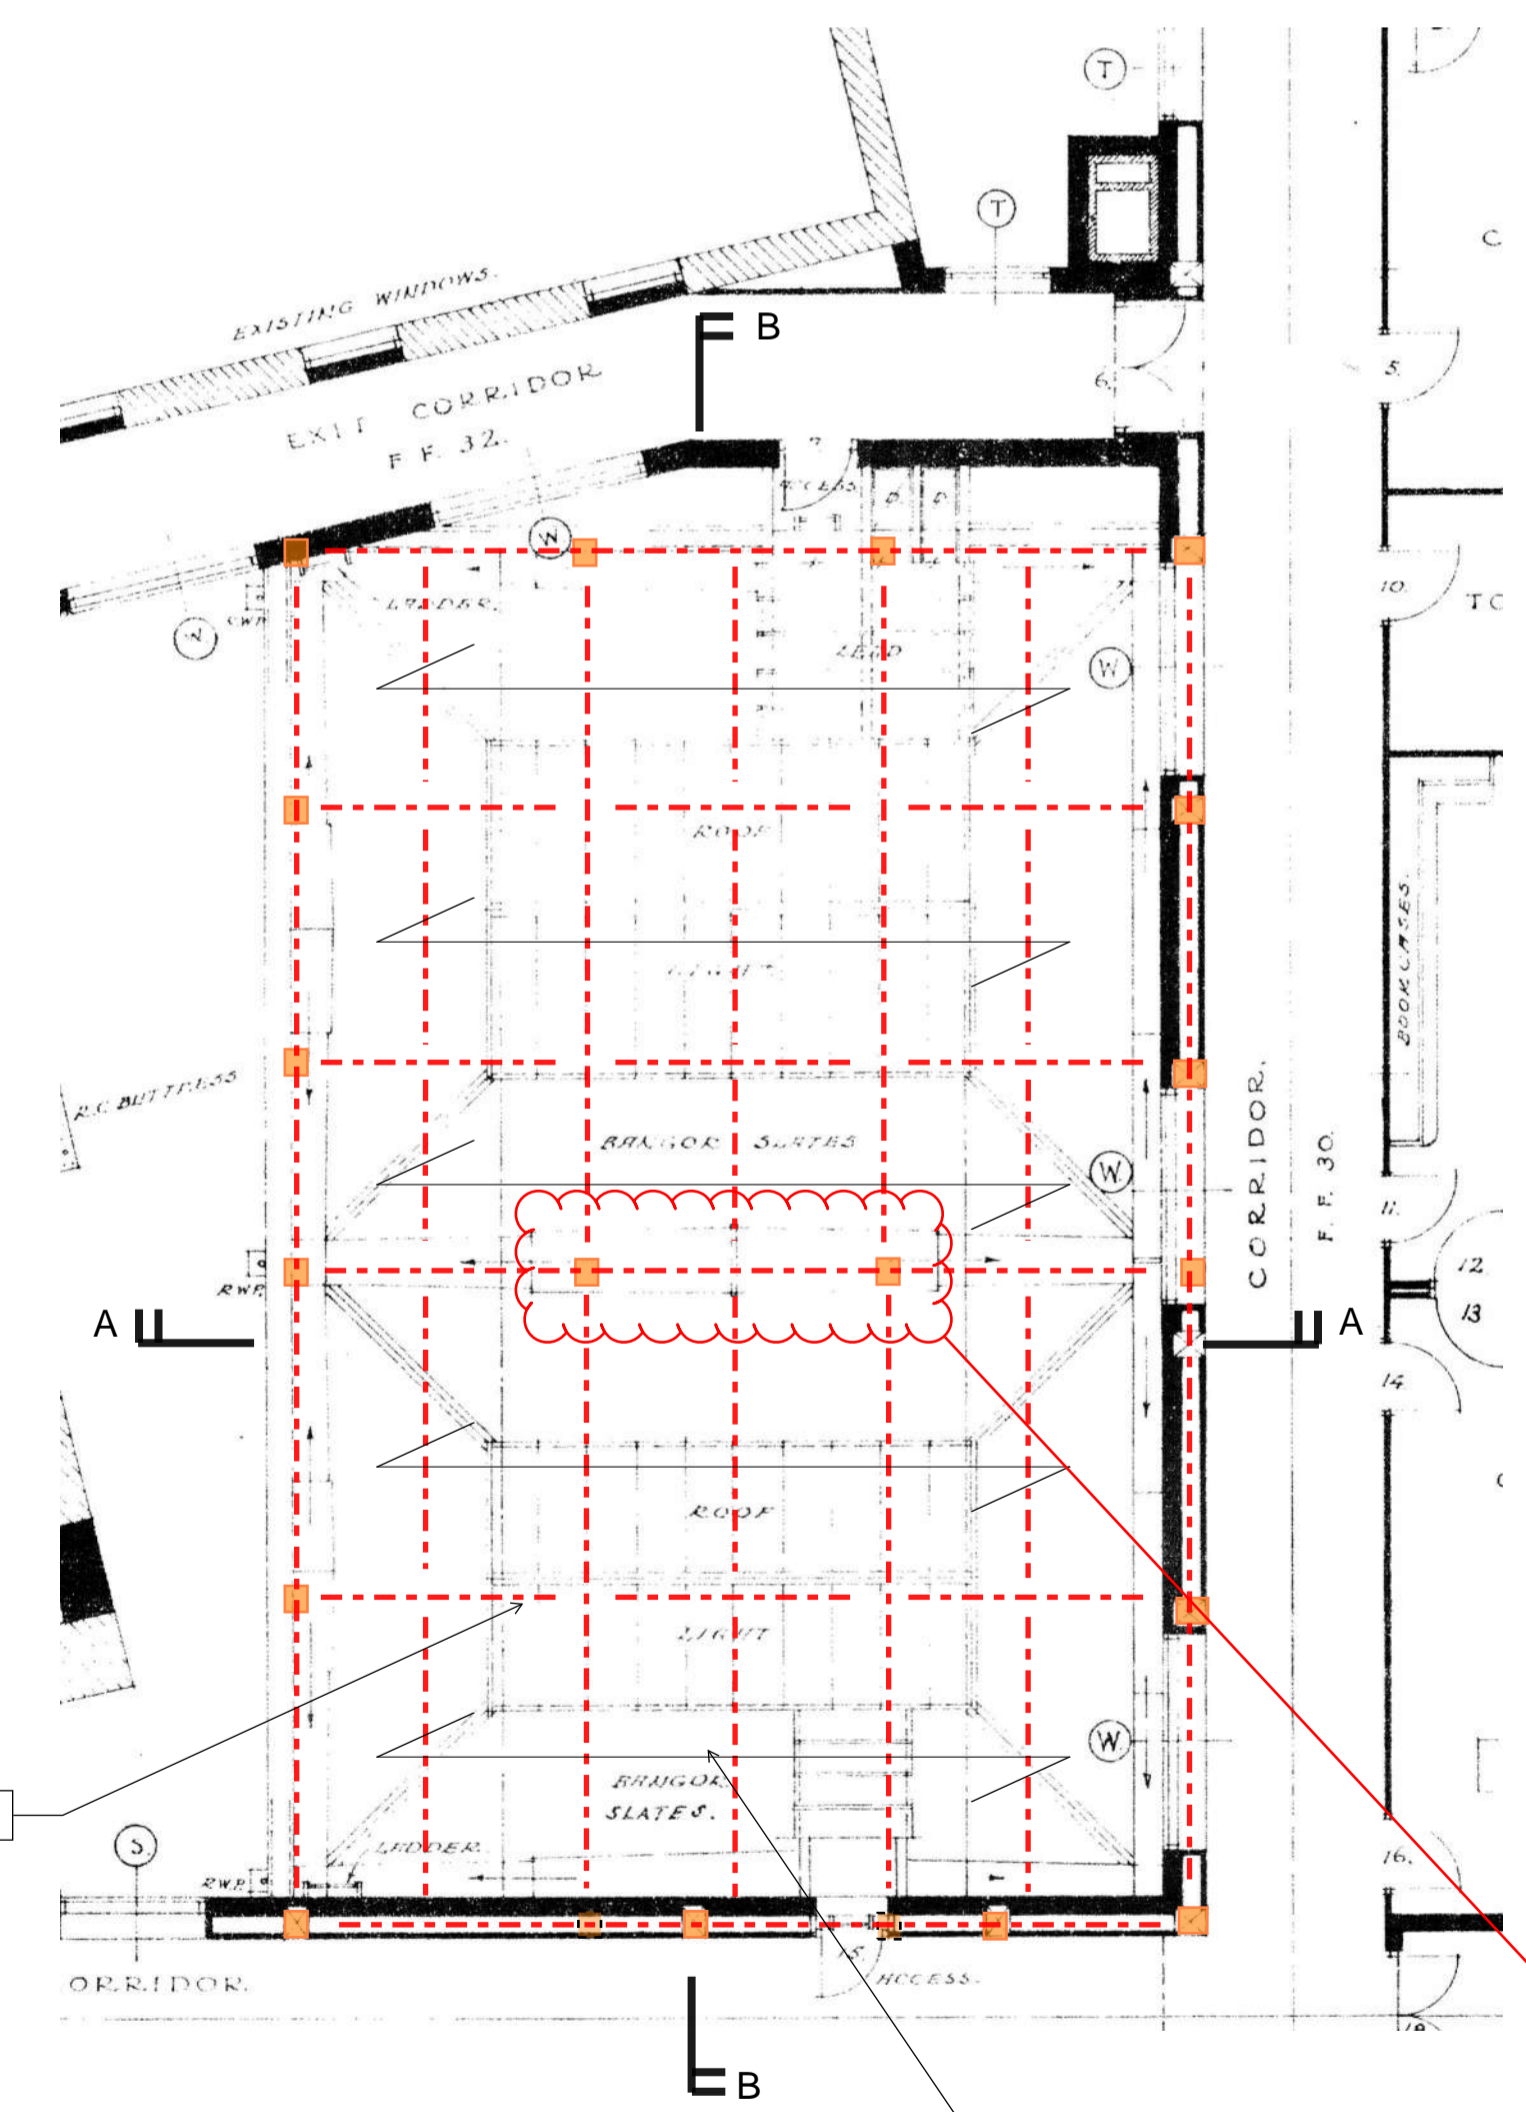 T
T
C
EXISTING WINDOWS.
B
EXIT CORRIDOR
F F. 32.
6.
5.
7
ACCESS
D
D
W
10.
TO
LADDER.
W
LEAD
W
ROOF
LIGHT
BOOKCASES.
R.C BUTTRESS
CORRIDOR.
F. F. 30.
BANGOR SLATES
W
11.
12
13
RWP.
A
A
14
ROOF
LIGHT
W
BANGOR
SLATES.
LADDER.
S.
R.W.P.
16.
15.
ACCESS.
ORRIDOR.
B